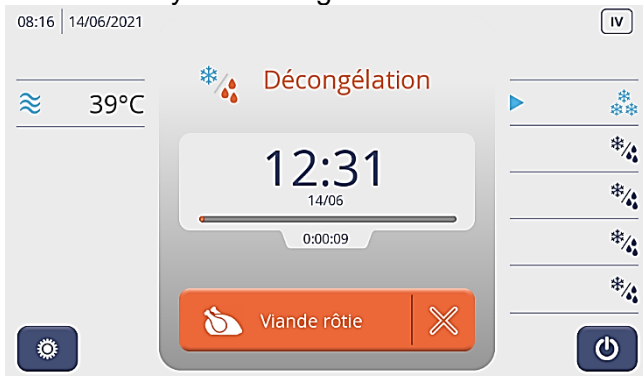 08:16 14/06/2021
IV
Décongélation
39°C
12:31
14/06
0:00:09
Viande rôtie